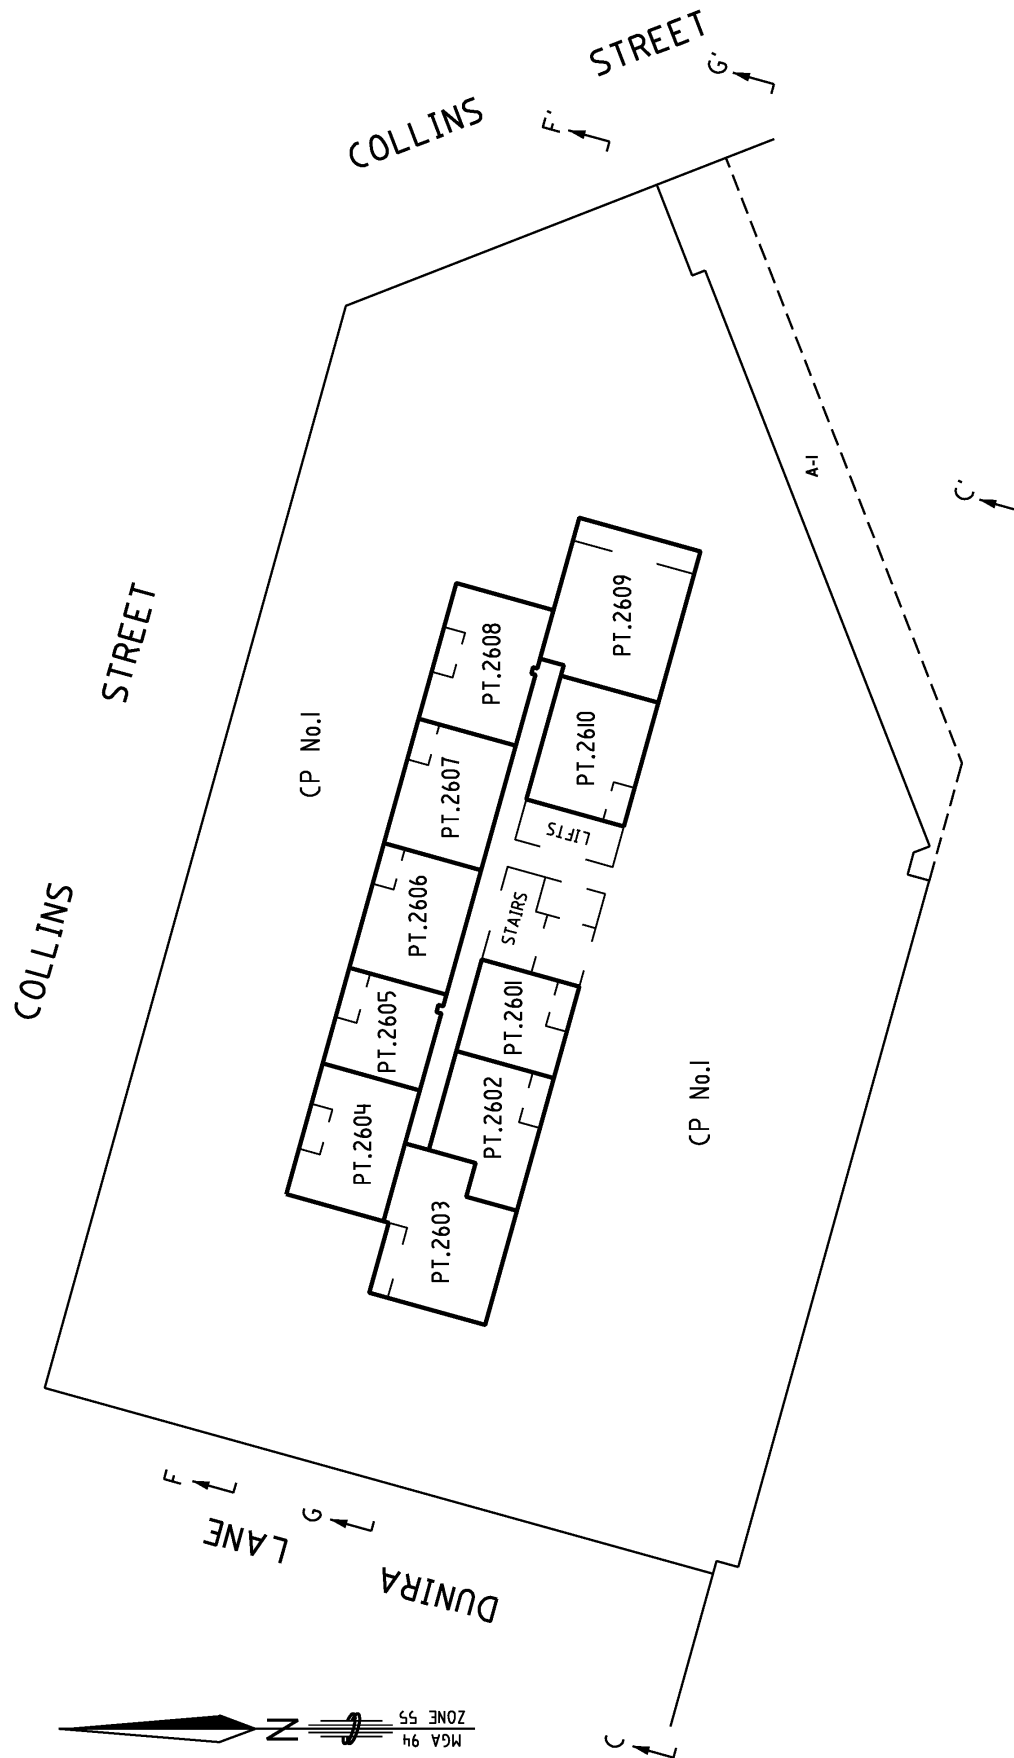 COLLINS
STREET
COLLINS
STREET
F'
G'
C'
CP No.1
A-1
PT.2609
PT.2608
PT.2610
PT.2607
LIFTS
PT.2606
STAIRS
PT.2605
PT.2601
PT.2604
PT.2602
PT.2603
CP No.1
F
G
DUNIRA
LANE
C
N
MGA 94
ZONE 55